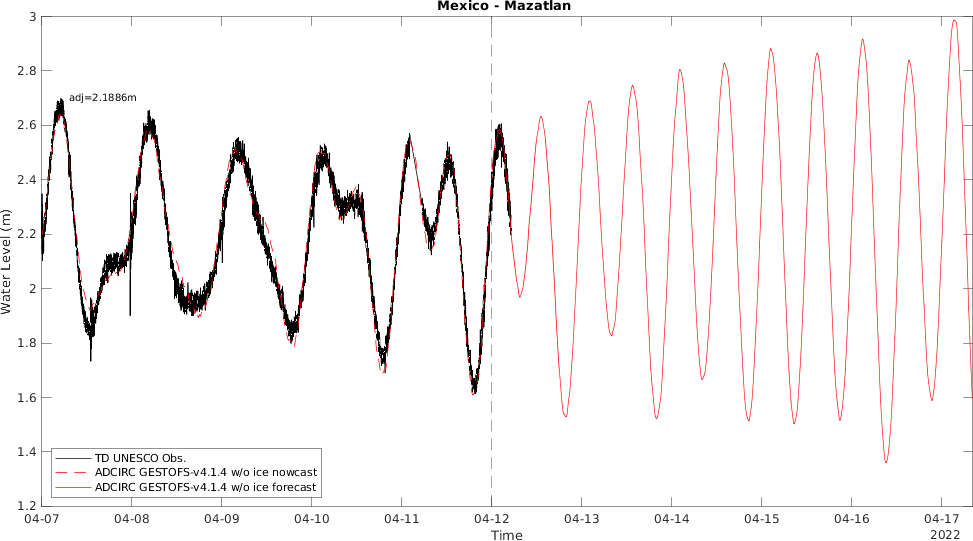 Mexico - Mazatlan
3
2.8
2.6
2.4
2.2
2
1.8
1.6
1.4
1.2
Water Level (m)
adj=2.1886m
TD UNESCO Obs.
ADCIRC GESTOFS-v4.1.4 w/o ice nowcast
ADCIRC GESTOFS-v4.1.4 w/o ice forecast
04-07 04-08 04-09 04-10 04-11 04-12 04-13 04-14 04-15 04-16 04-17
Time
2022